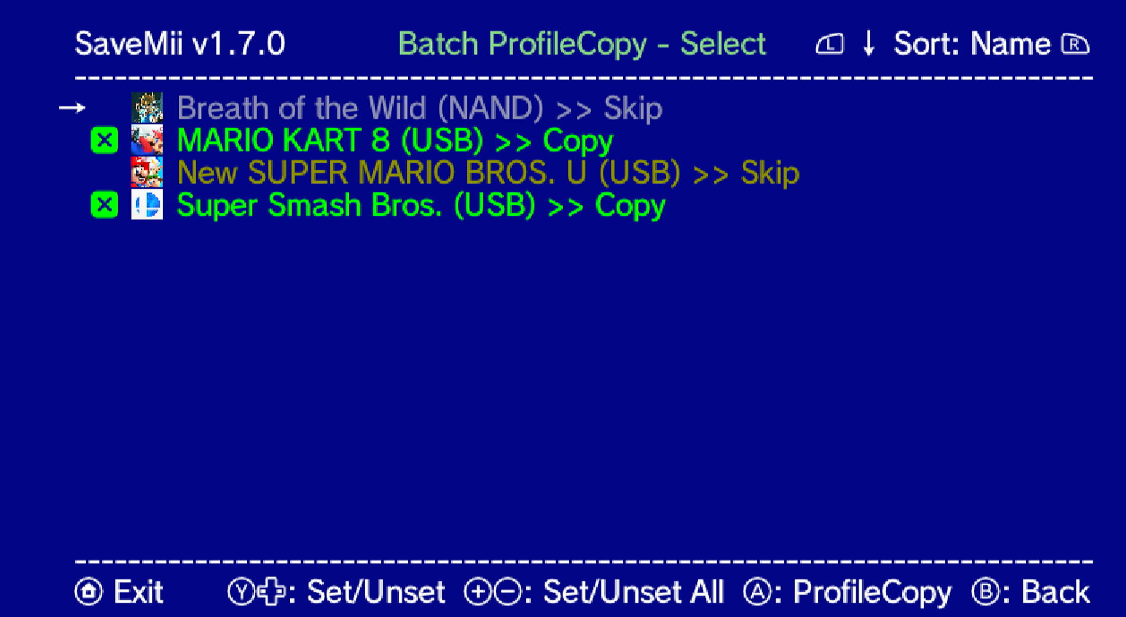 SaveMii v1.7.0 Batch ProfileCopy - Select L ↓ Sort: Name R
→ Breath of the Wild (NAND) >> Skip
MARIO KART 8 (USB) >> Copy
New SUPER MARIO BROS. U (USB) >> Skip
Super Smash Bros. (USB) >> Copy
Exit Y: Set/Unset +-: Set/Unset All A: ProfileCopy B: Back